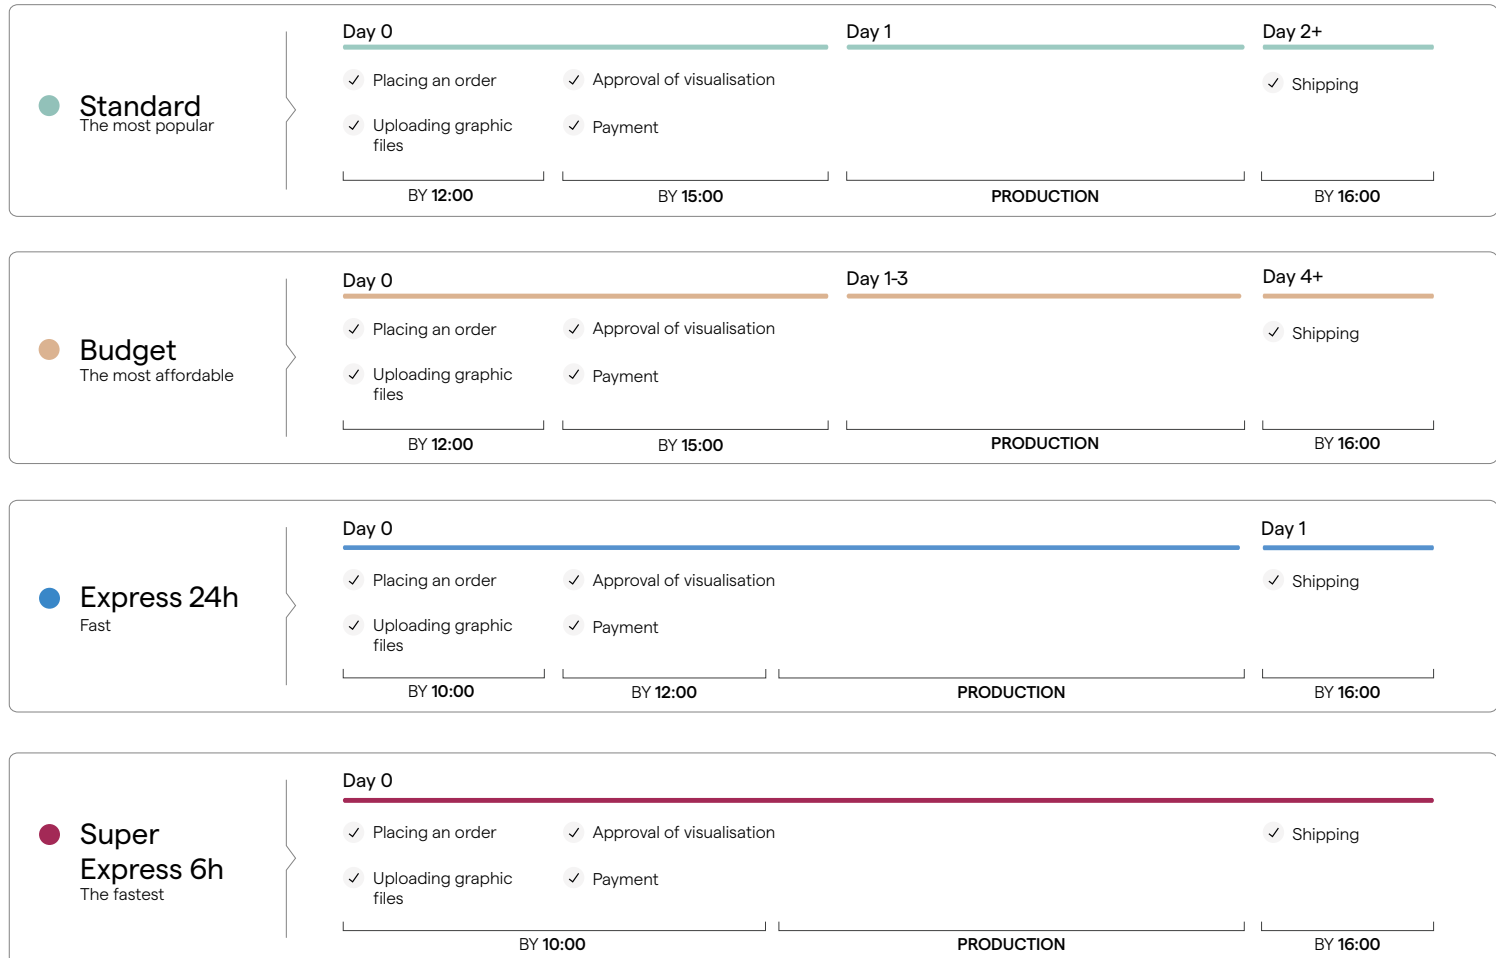 Day 0
Day 1
Day 2+
Standard
The most popular
Placing an order
Approval of visualisation
Shipping
Uploading graphic
files
Payment
BY 12:00
BY 15:00
PRODUCTION
BY 16:00
Day 0
Day 1-3
Day 4+
Budget
The most affordable
Placing an order
Approval of visualisation
Shipping
Uploading graphic
files
Payment
BY 12:00
BY 15:00
PRODUCTION
BY 16:00
Day 0
Day 1
Express 24h
Fast
Placing an order
Approval of visualisation
Shipping
Uploading graphic
files
Payment
BY 10:00
BY 12:00
PRODUCTION
BY 16:00
Day 0
Super
Express 6h
The fastest
Placing an order
Approval of visualisation
Shipping
Uploading graphic
files
Payment
BY 10:00
PRODUCTION
BY 16:00